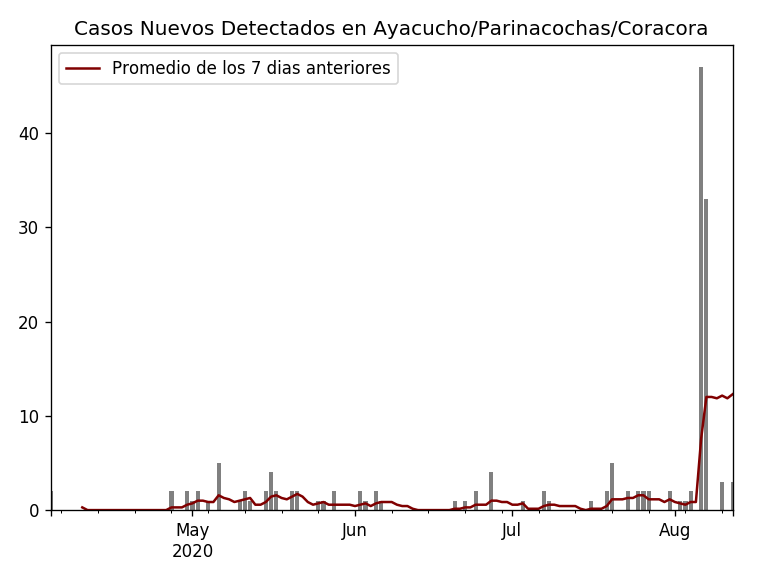 Casos Nuevos Detectados en Ayacucho/Parinacochas/Coracora
Promedio de los 7 dias anteriores
40
30
20
10
0
May
2020
Jun
Jul
Aug